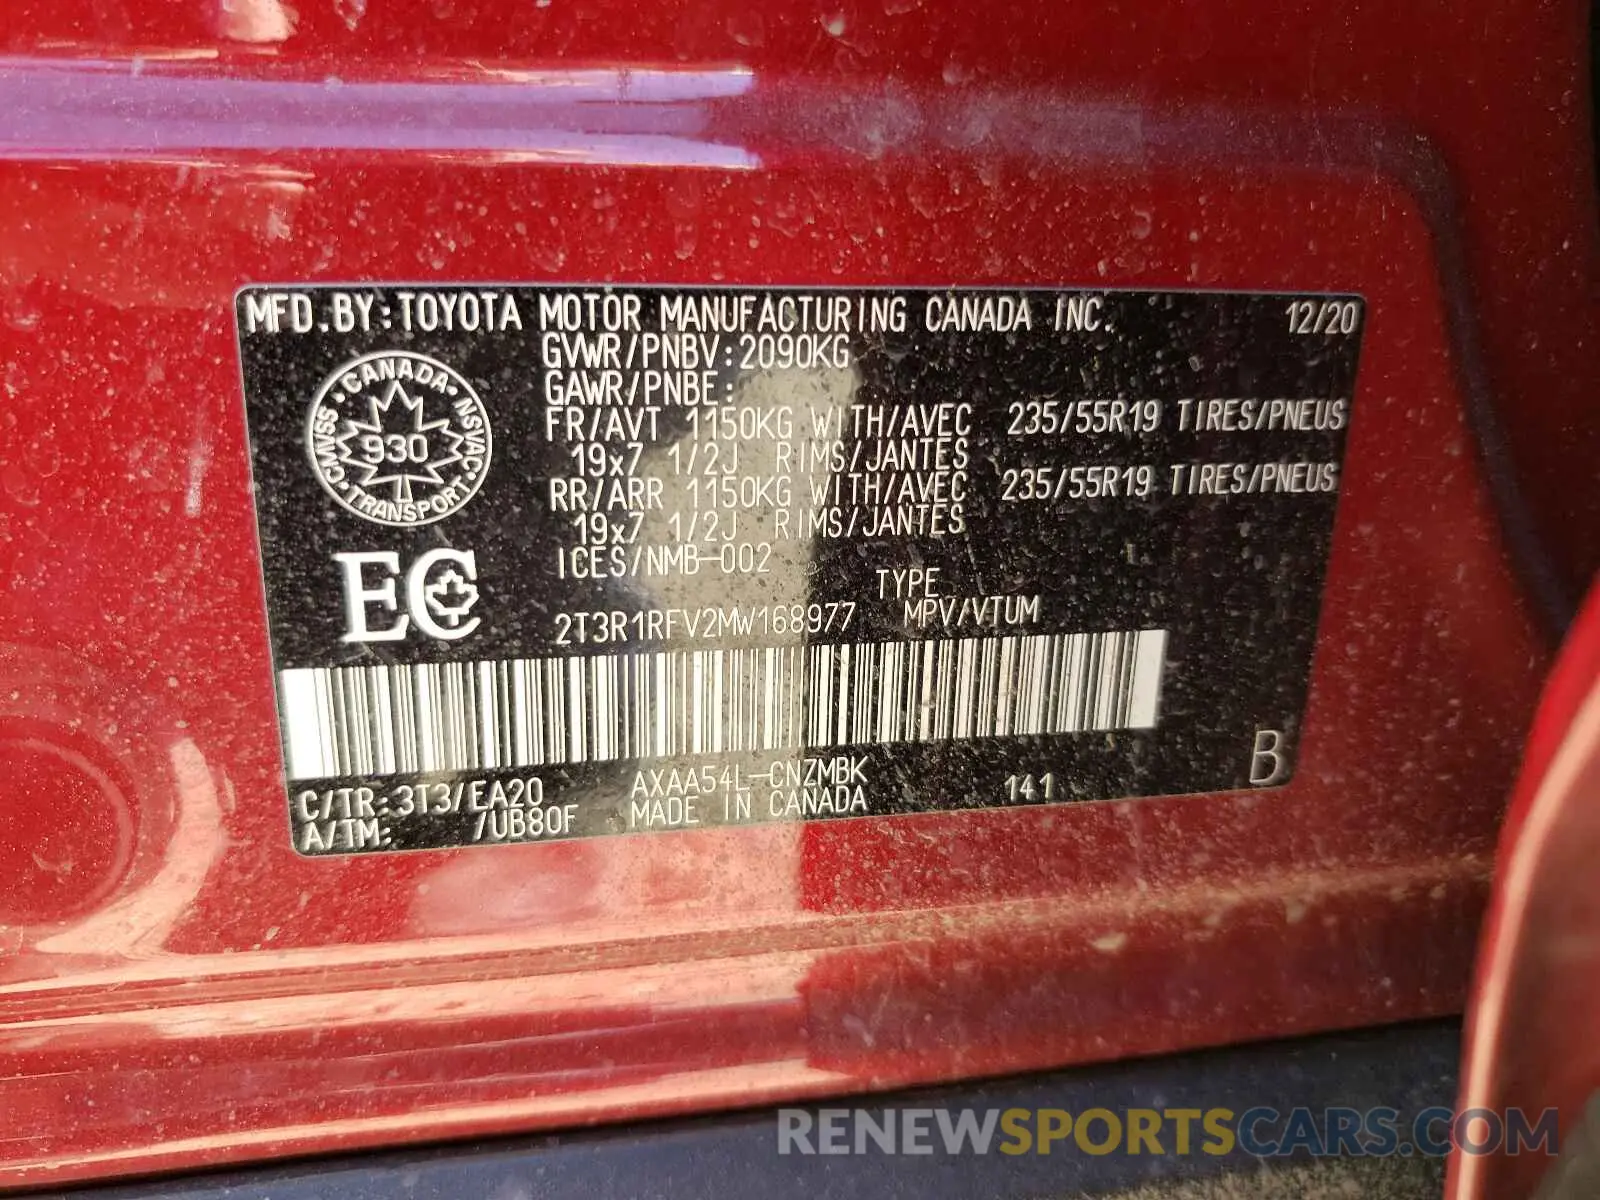 MFD.BY:TOYOTA MOTOR MANUFACTURING CANADA INC. 12/20
GVWR/PNBV:2090KG
GAWR/PNBE:
FR/AVT 1150KG WITH/AVEC 235/55R19 TIRES/PNEUS
19x7 1/2J RIMS/JANTES
RR/ARR 1150KG WITH/AVEC 235/55R19 TIRES/PNEUS
19x7 1/2J RIMS/JANTES
ICES/NMB-002
CANADA • NSVAC • TRANSPORT • CMVSS
930
EC
TYPE
2T3R1RFV2MW168977 MPV/VTUM
C/TR:3T3/EA20 AXAA54L-CNZMBK 141 B
A/TM: /UB80F MADE IN CANADA
RENEWSPORTSCARS.COM